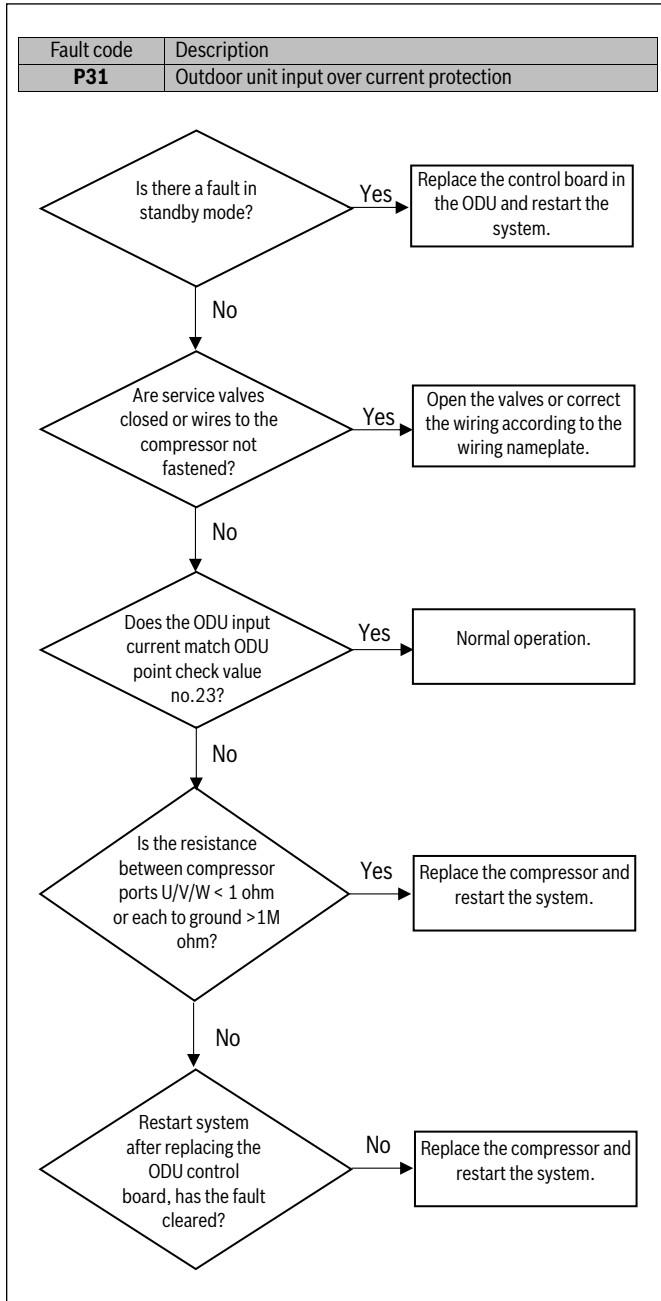 Fault code Description
P31 Outdoor unit input over current protection
Is there a fault in
standby mode?
Yes
Replace the control board in
the ODU and restart the
system.
No
Are service valves
closed or wires to the
compressor not
fastened?
Yes
Open the valves or correct
the wiring according to the
wiring nameplate.
No
Does the ODU input
current match ODU
point check value
no.23?
Yes
Normal operation.
No
Is the resistance
between compressor
ports U/V/W < 1 ohm
or each to ground >1M
ohm?
Yes
Replace the compressor and
restart the system.
No
Restart system
after replacing the
ODU control
board, has the fault
cleared?
No
Replace the compressor and
restart the system.